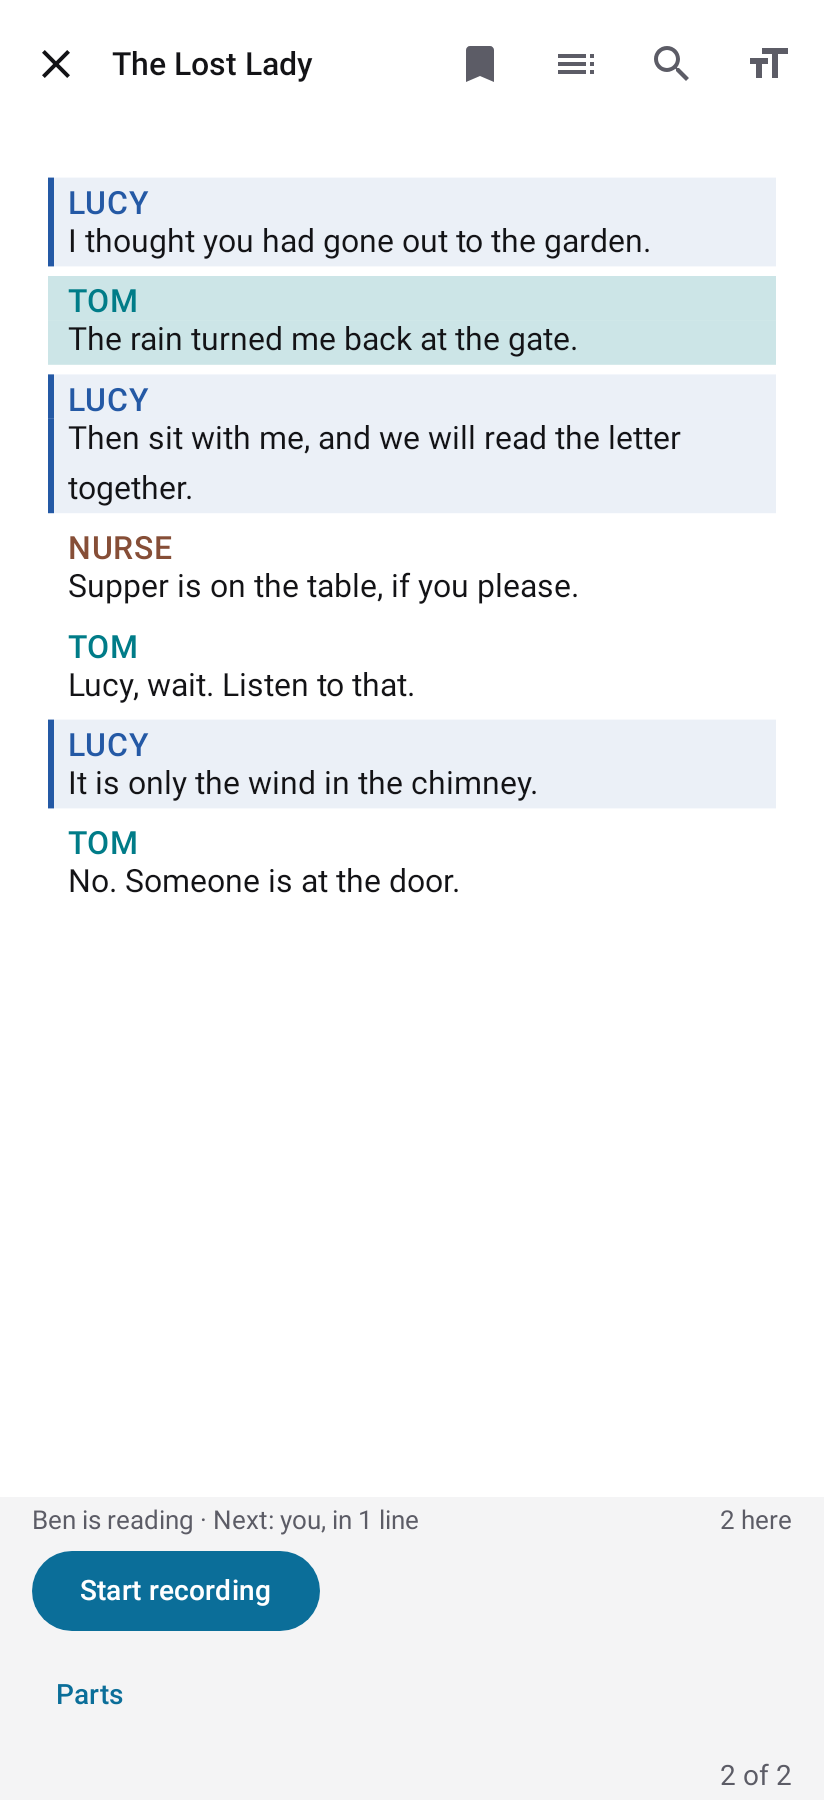 The Lost Lady
LUCY
I thought you had gone out to the garden.
TOM
The rain turned me back at the gate.
LUCY
Then sit with me, and we will read the letter
together.
NURSE
Supper is on the table, if you please.
TOM
Lucy, wait. Listen to that.
LUCY
It is only the wind in the chimney.
TOM
No. Someone is at the door.
Ben is reading · Next: you, in 1 line
2 here
Start recording
Parts
2 of 2